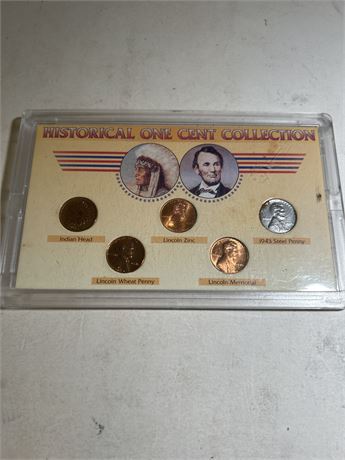 HISTORICAL ONE CENT COLLECTION
Indian Head
Lincoln Zinc
1943 Steel Penny
Lincoln Wheat Penny
Lincoln Memorial